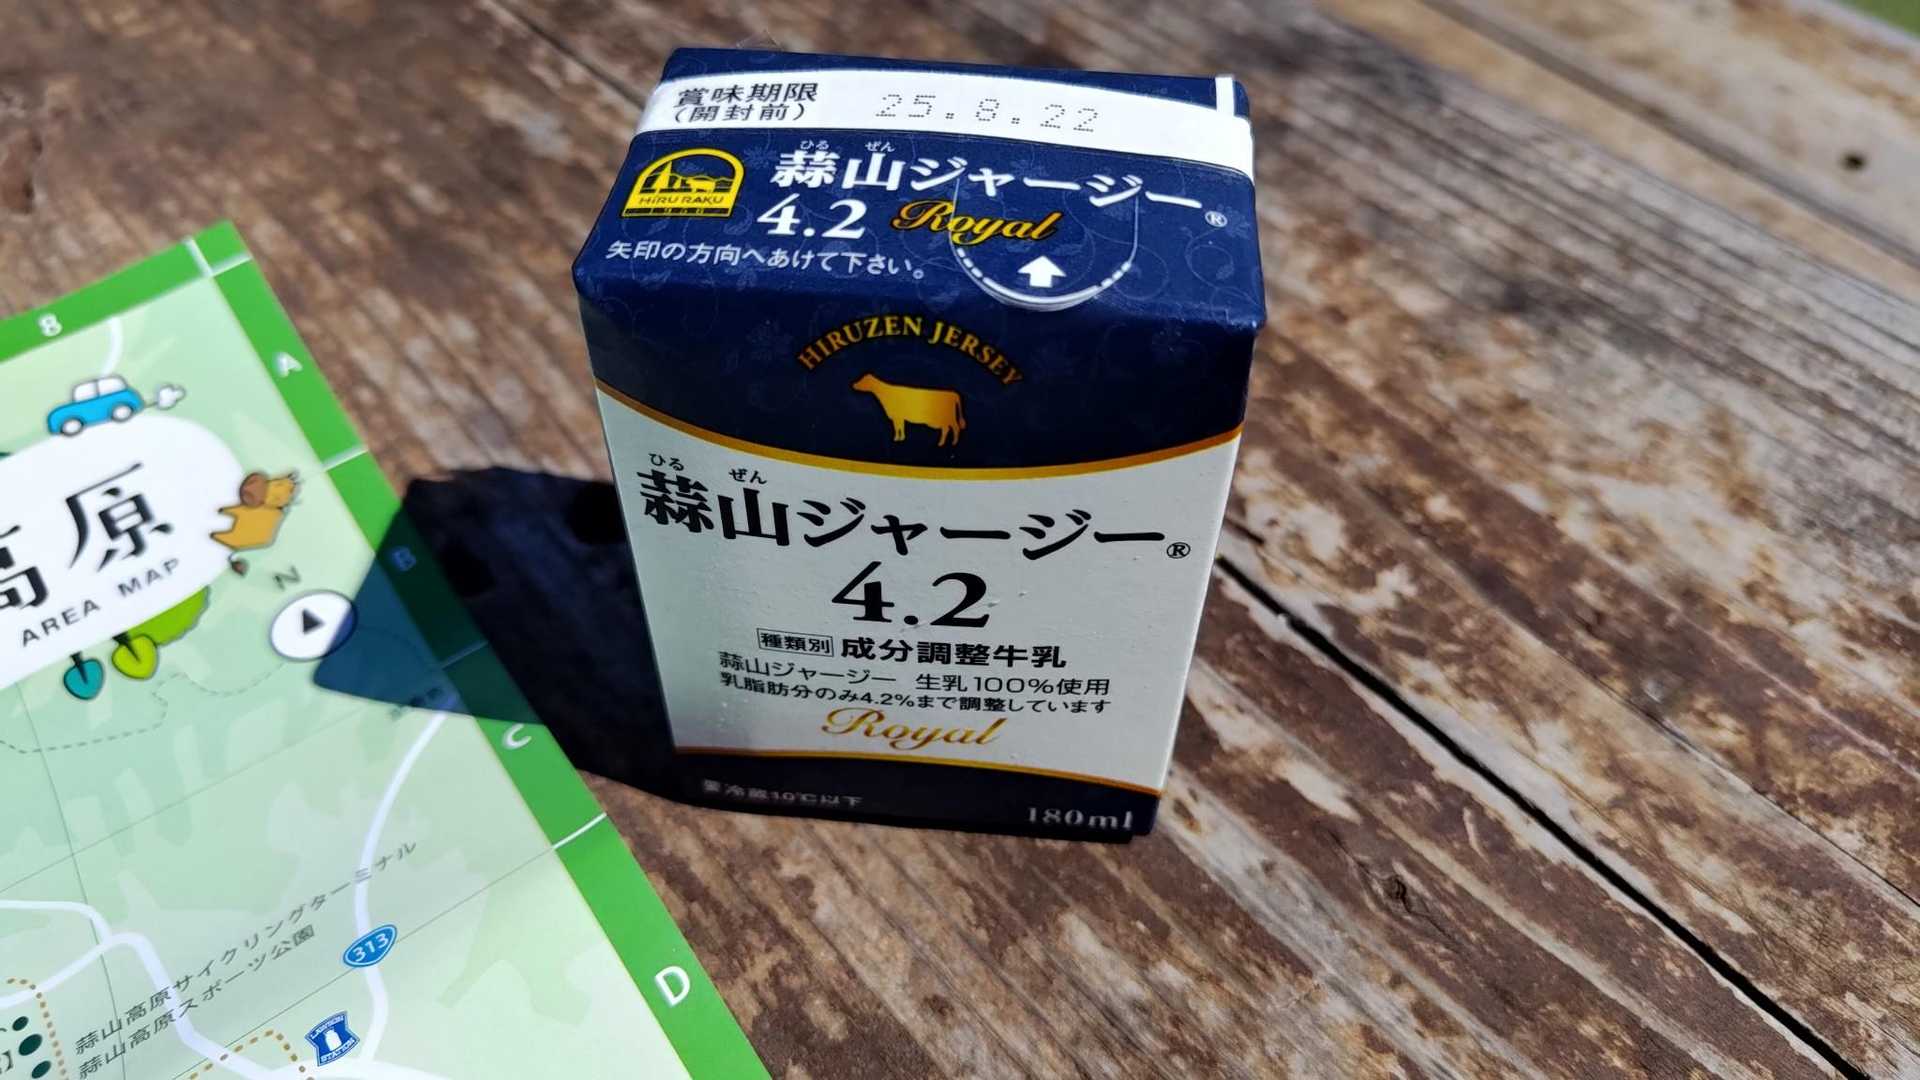 賞味期限
(開封前)
25.8.22
ひる ぜん
蒜山ジャージー®
4.2 Royal
HiRU RAKU
矢印の方向へあけて下さい。
HIRUZEN JERSEY
ひる ぜん
蒜山ジャージー®
4.2
種類別 成分調整牛乳
蒜山ジャージー 生乳100%使用
乳脂肪分のみ4.2%まで調整しています
Royal
要冷蔵10℃以下
180ml
8
A
高原
AREA MAP
N
B
C
蒜山高原サイクリングターミナル
蒜山高原スポーツ公園
313
D
LAWSON
STATION